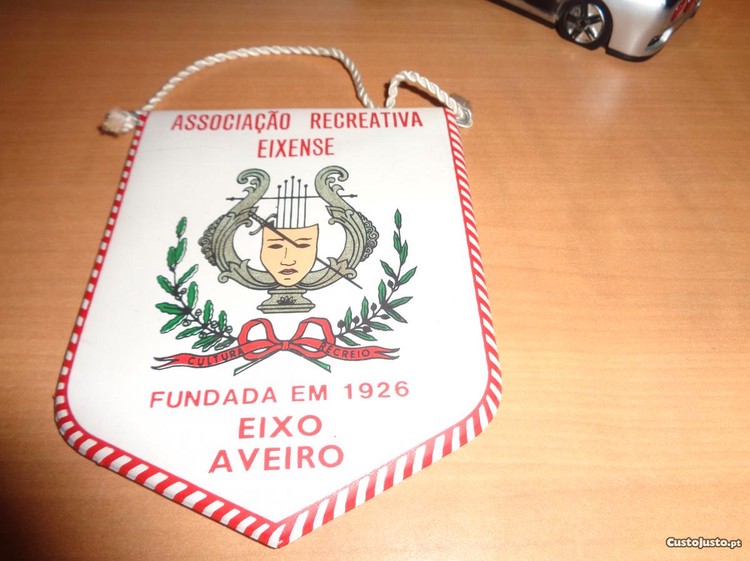 ASSOCIAÇÃO RECREATIVA
EIXENSE
CULTURA RECREIO
FUNDADA EM 1926
EIXO
AVEIRO
CustoJusto.pt